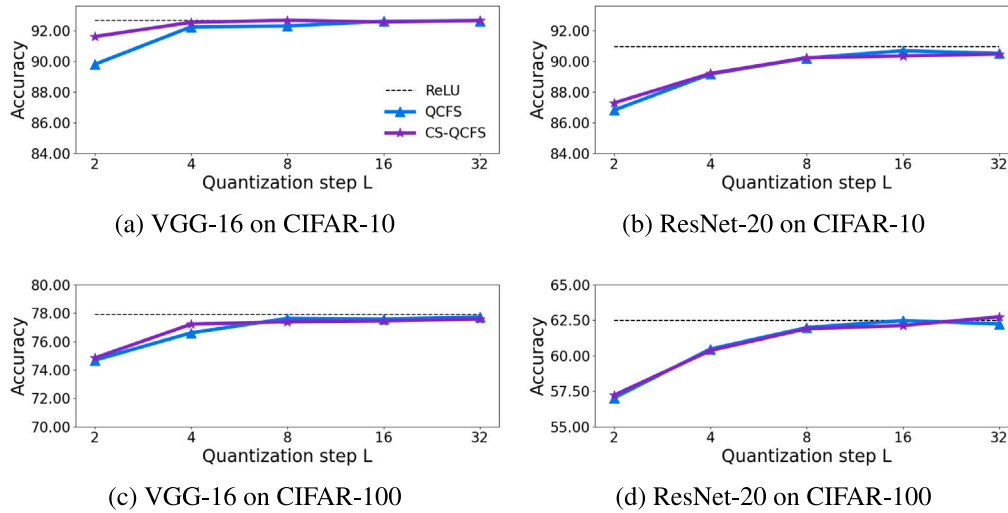 92.00
90.00
88.00
86.00
84.00
Accuracy
2 4 8 16 32
Quantization step L
ReLU
QCFS
CS-QCFS
(a) VGG-16 on CIFAR-10
92.00
90.00
88.00
86.00
84.00
Accuracy
2 4 8 16 32
Quantization step L
(b) ResNet-20 on CIFAR-10
80.00
78.00
76.00
74.00
72.00
70.00
Accuracy
2 4 8 16 32
Quantization step L
(c) VGG-16 on CIFAR-100
65.00
62.50
60.00
57.50
55.00
Accuracy
2 4 8 16 32
Quantization step L
(d) ResNet-20 on CIFAR-100